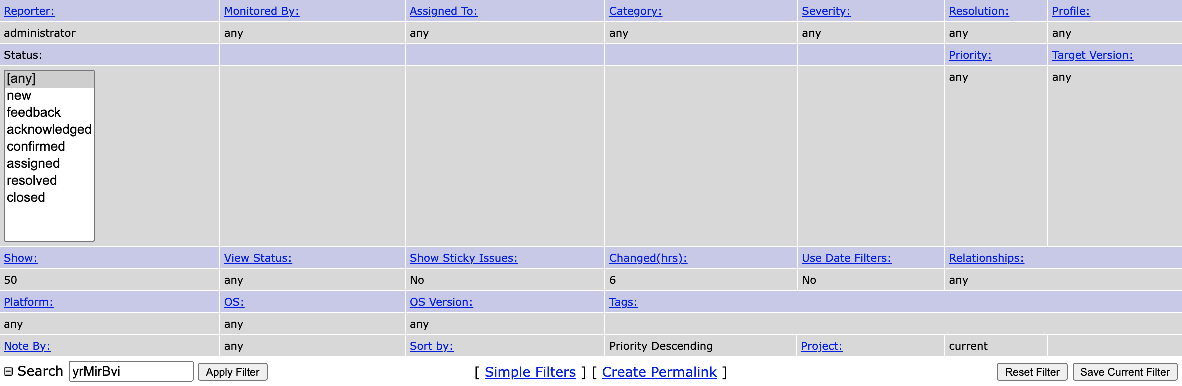 Reporter: Monitored By: Assigned To: Category: Severity: Resolution: Profile:
administrator any any any any any any
Status: Priority: Target Version:
[any] any any
new
feedback
acknowledged
confirmed
assigned
resolved
closed
Show: View Status: Show Sticky Issues: Changed(hrs): Use Date Filters: Relationships:
50 any No 6 No any
Platform: OS: OS Version: Tags:
any any any
Note By: any Sort by: Priority Descending Project: current
Search yrMirBvi Apply Filter [ Simple Filters ] [ Create Permalink ] Reset Filter Save Current Filter